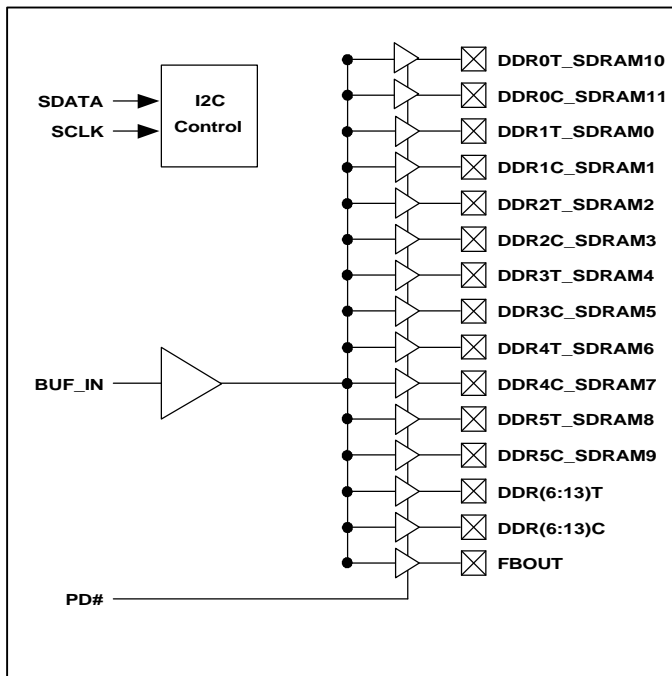 SDATA
SCLK
I2C
Control
BUF_IN
PD#
DDR0T_SDRAM10
DDR0C_SDRAM11
DDR1T_SDRAM0
DDR1C_SDRAM1
DDR2T_SDRAM2
DDR2C_SDRAM3
DDR3T_SDRAM4
DDR3C_SDRAM5
DDR4T_SDRAM6
DDR4C_SDRAM7
DDR5T_SDRAM8
DDR5C_SDRAM9
DDR(6:13)T
DDR(6:13)C
FBOUT